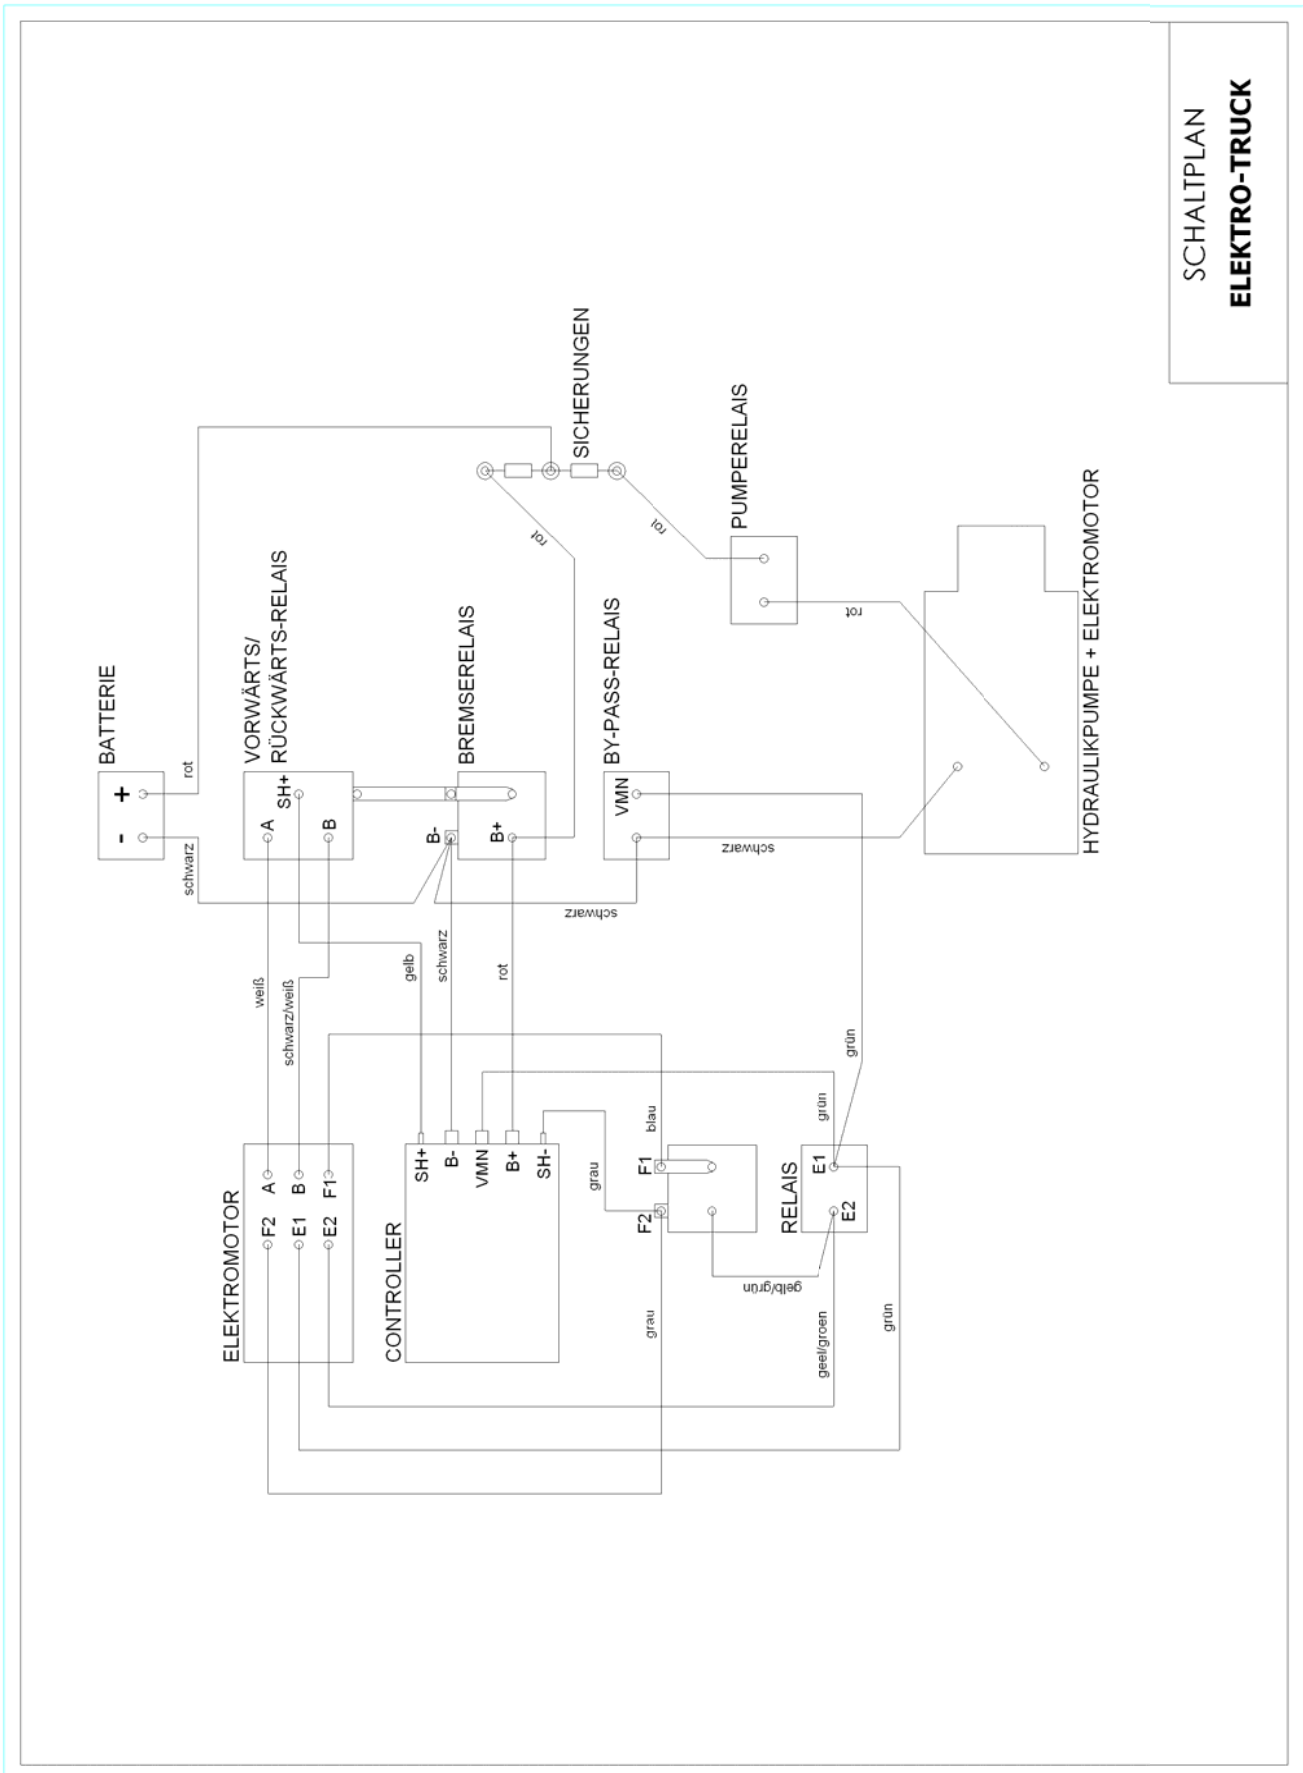 SCHALTPLAN
ELEKTRO-TRUCK
BATTERIE
+
-
rot
schwarz
VORWÄRTS/
RÜCKWÄRTS-RELAIS
A
SH+
B
BREMSERELAIS
B-
B+
BY-PASS-RELAIS
VMN
SICHERUNGEN
rot
rot
PUMPERELAIS
rot
HYDRAULIKPUMPE + ELEKTROMOTOR
schwarz
schwarz
weiß
schwarz/weiß
gelb
schwarz
rot
grün
ELEKTROMOTOR
F2 A
E1 B
E2 F1
CONTROLLER
SH+
B-
VMN
B+
SH-
grau
blau
grün
F2 F1
RELAIS
E1
E2
gelb/grün
grau
geel/groen
grün